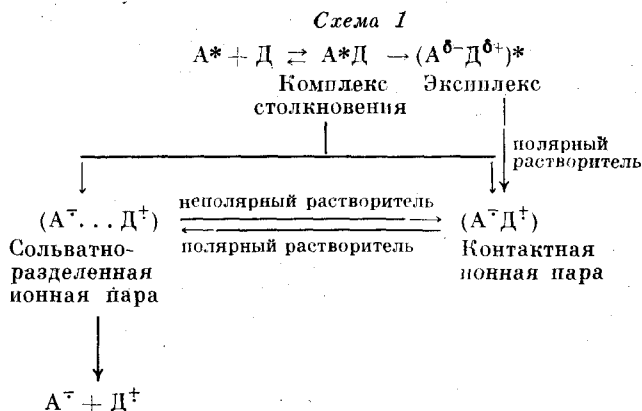 Схема 1
А* + Д ⇄ А*Д → (А^δ− Д^δ+)*
Комплекс столкновения
Эксиплекс
полярный растворитель
(А⁻̇ ... Д⁺̇)
неполярный растворитель
полярный растворитель
(А⁻̇ Д⁺̇)
Сольватно-
разделенная
ионная пара
Контактная
ионная пара
А⁻̇ + Д⁺̇